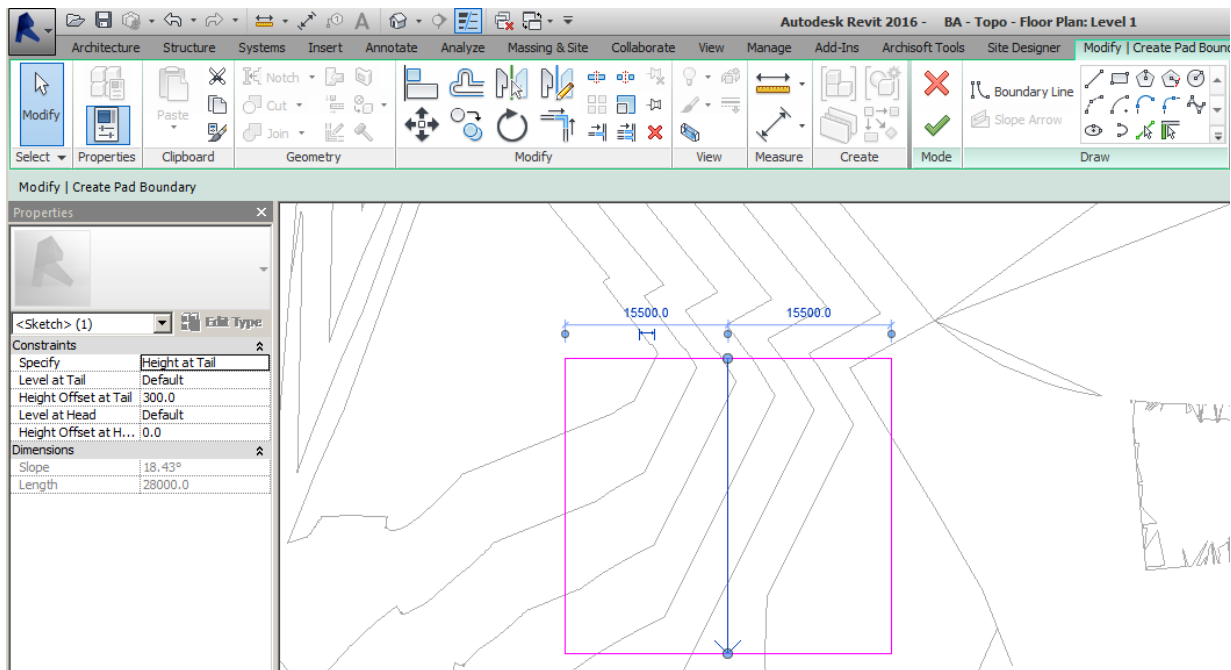 Autodesk Revit 2016 - BA - Topo - Floor Plan: Level 1
Architecture Structure Systems Insert Annotate Analyze Massing & Site Collaborate View Manage Add-Ins Archisoft Tools Site Designer Modify | Create Pad Bound
Modify
Paste
Notch
Cut
Join
Boundary Line
Slope Arrow
Select Properties Clipboard Geometry Modify View Measure Create Mode Draw
Modify | Create Pad Boundary
Properties
<Sketch> (1) Edit Type
Constraints
Specify Height at Tail
Level at Tail Default
Height Offset at Tail 300.0
Level at Head Default
Height Offset at H... 0.0
Dimensions
Slope 18.43°
Length 28000.0
15500.0 15500.0